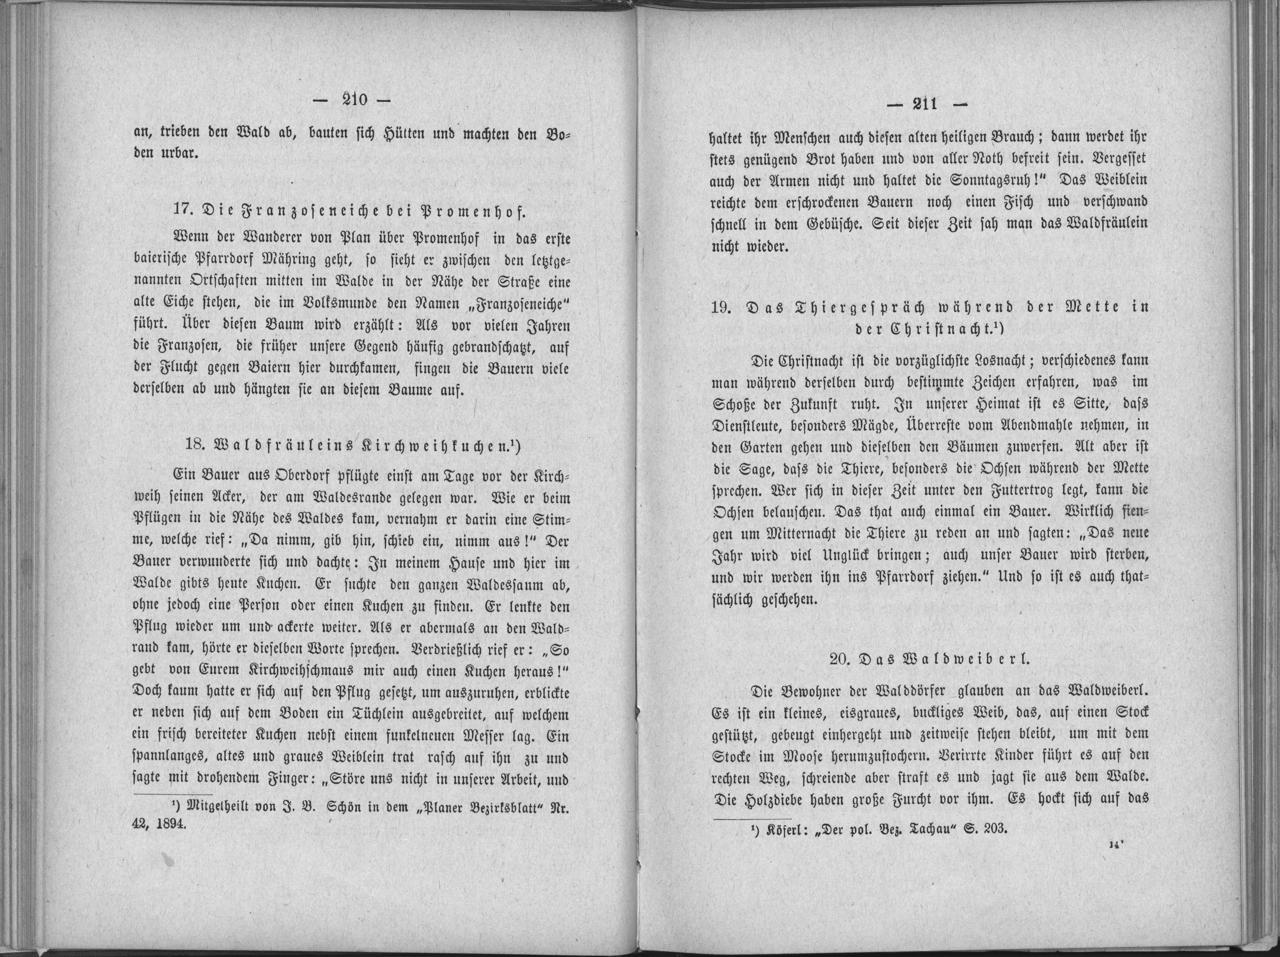 — 210 —
an, trieben den Wald ab, bauten sich Hütten und machten den Bo-
den urbar.
17. Die Franzoseneiche bei Promenhof.
Wenn der Wanderer von Plan über Promenhof in das erste
baierische Pfarrdorf Mähring geht, so sieht er zwischen den letztge-
nannten Ortschaften mitten im Walde in der Nähe der Straße eine
alte Eiche stehen, die im Volksmunde den Namen „Franzoseneiche“
führt. Über diesen Baum wird erzählt: Als vor vielen Jahren
die Franzosen, die früher unsere Gegend häufig gebrandschatzt, auf
der Flucht gegen Baiern hier durchkamen, fingen die Bauern viele
derselben ab und hängten sie an diesem Baume auf.
18. Waldfräuleins Kirchweihkuchen.¹)
Ein Bauer aus Oberdorf pflügte einst am Tage vor der Kirch-
weih seinen Acker, der am Waldesrande gelegen war. Wie er beim
Pflügen in die Nähe des Waldes kam, vernahm er darin eine Stim-
me, welche rief: „Da nimm, gib hin, schieb ein, nimm aus!“ Der
Bauer verwunderte sich und dachte: In meinem Hause und hier im
Walde gibts heute Kuchen. Er suchte den ganzen Waldessaum ab,
ohne jedoch eine Person oder einen Kuchen zu finden. Er lenkte den
Pflug wieder um und ackerte weiter. Als er abermals an den Wald-
rand kam, hörte er dieselben Worte sprechen. Verdrießlich rief er: „So
gebt von Eurem Kirchweihschmaus mir auch einen Kuchen heraus!“
Doch kaum hatte er sich auf den Pflug gesetzt, um auszuruhen, erblickte
er neben sich auf dem Boden ein Tüchlein ausgebreitet, auf welchem
ein frisch bereiteter Kuchen nebst einem funkelneuen Messer lag. Ein
spannlanges, altes und graues Weiblein trat rasch auf ihn zu und
sagte mit drohendem Finger: „Störe uns nicht in unserer Arbeit, und
¹) Mitgetheilt von J. B. Schön in dem „Planer Bezirksblatt“ Nr.
42, 1894.
— 211 —
haltet ihr Menschen auch diesen alten heiligen Brauch; dann werdet ihr
stets genügend Brot haben und von aller Noth befreit sein. Vergesset
auch der Armen nicht und haltet die Sonntagsruh!“ Das Weiblein
reichte dem erschrockenen Bauern noch einen Fisch und verschwand
schnell in dem Gebüsche. Seit dieser Zeit sah man das Waldfräulein
nicht wieder.
19. Das Thiergespräch während der Mette in
der Christnacht.¹)
Die Christnacht ist die vorzüglichste Losnacht; verschiedenes kann
man während derselben durch bestimmte Zeichen erfahren, was im
Schoße der Zukunft ruht. In unserer Heimat ist es Sitte, dass
Dienstleute, besonders Mägde, Überreste vom Abendmahle nehmen, in
den Garten gehen und dieselben den Bäumen zuwerfen. Alt aber ist
die Sage, dass die Thiere, besonders die Ochsen während der Mette
sprechen. Wer sich in dieser Zeit unter den Futtertrog legt, kann die
Ochsen belauschen. Das that auch einmal ein Bauer. Wirklich fien-
gen um Mitternacht die Thiere zu reden an und sagten: „Das neue
Jahr wird viel Unglück bringen; auch unser Bauer wird sterben,
und wir werden ihn ins Pfarrdorf ziehen.“ Und so ist es auch that-
sächlich geschehen.
20. Das Waldweiberl.
Die Bewohner der Walddörfer glauben an das Waldweiberl.
Es ist ein kleines, eisgraues, buckliges Weib, das, auf einen Stock
gestützt, gebeugt einhergeht und zeitweise stehen bleibt, um mit dem
Stocke im Moose herumzustochern. Verirrte Kinder führt es auf den
rechten Weg, schreiende aber straft es und jagt sie aus dem Walde.
Die Holzdiebe haben große Furcht vor ihm. Es hockt sich auf das
¹) Köferl: „Der pol. Bez. Tachau“ S. 203.
14*